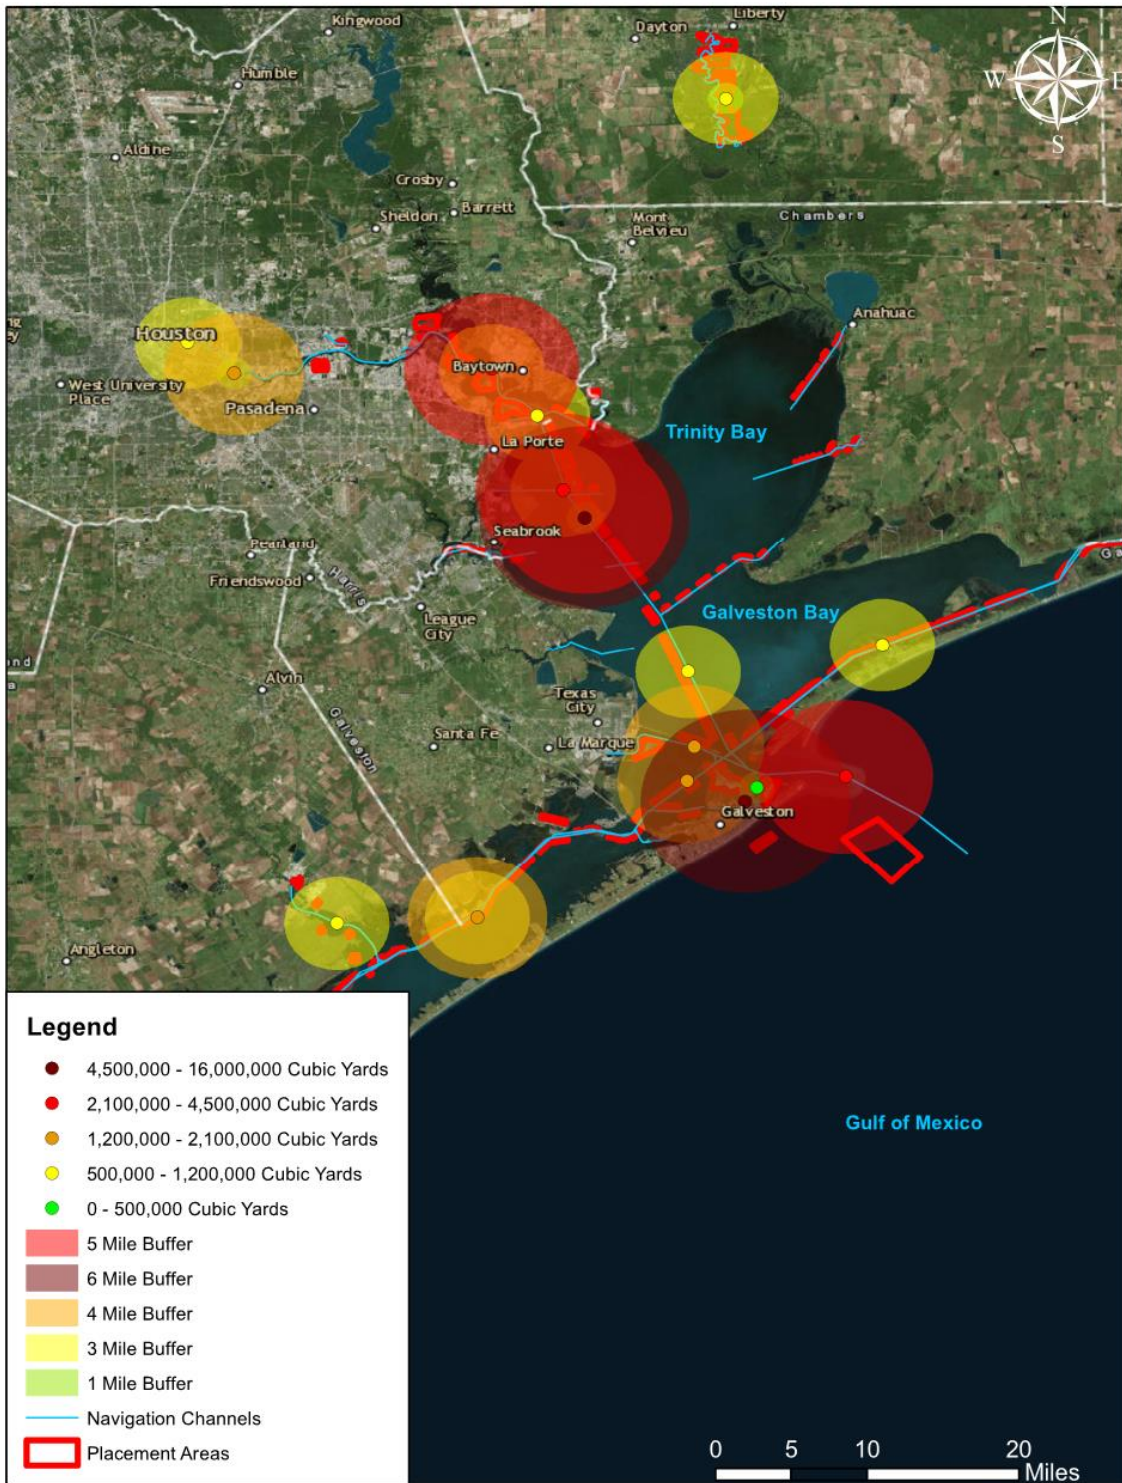 Kingwood
Dayton
Liberty
N
W
E
S
Humble
Aldine
Crosby
Barrett
Sheldon
Mont
Belvieu
Chambers
Anahuac
Houston
Baytown
West University
Place
Pasadena
Trinity Bay
La Porte
Seabrook
Pearland
Harris
Friendswood
Galveston Bay
League
City
Alvin
Texas
City
Galveston
Santa Fe
La Marque
Galveston
Angleton
Legend
4,500,000 - 16,000,000 Cubic Yards
2,100,000 - 4,500,000 Cubic Yards
1,200,000 - 2,100,000 Cubic Yards
500,000 - 1,200,000 Cubic Yards
0 - 500,000 Cubic Yards
5 Mile Buffer
6 Mile Buffer
4 Mile Buffer
3 Mile Buffer
1 Mile Buffer
Navigation Channels
Placement Areas
Gulf of Mexico
0 5 10 20
Miles